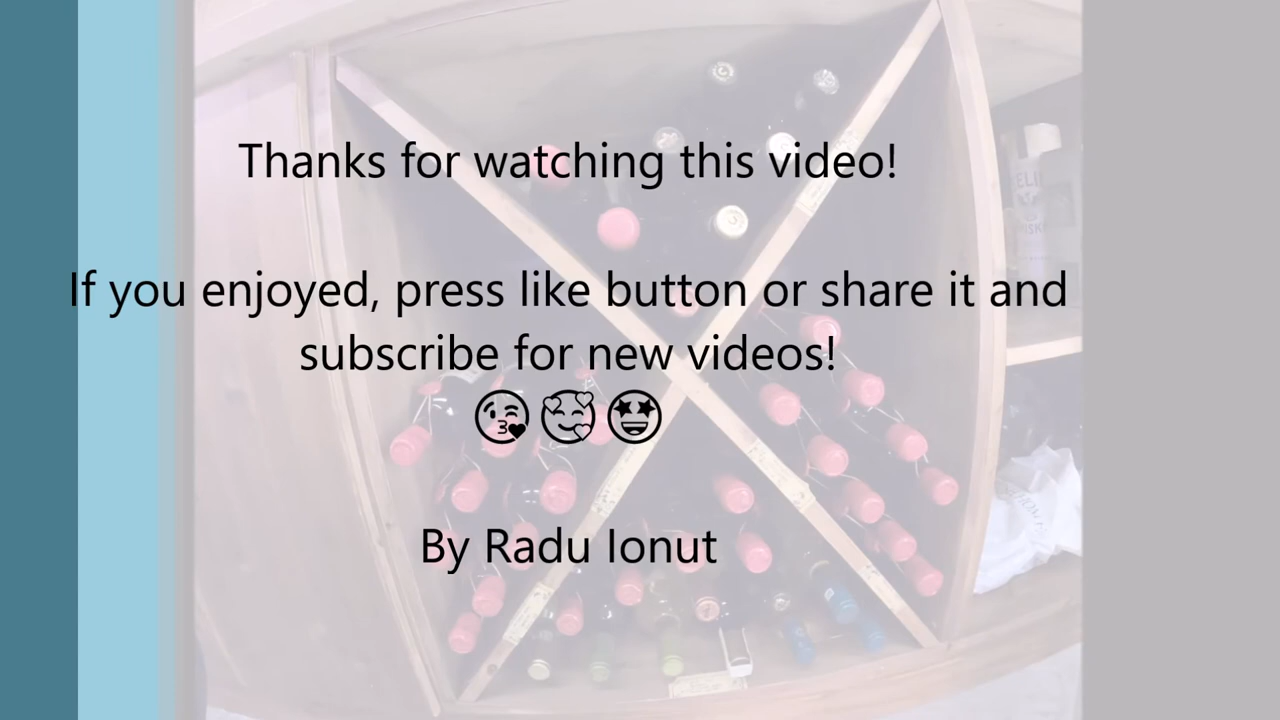 Thanks for watching this video!
If you enjoyed, press like button or share it and
subscribe for new videos!
😘🥰🤩
By Radu Ionut